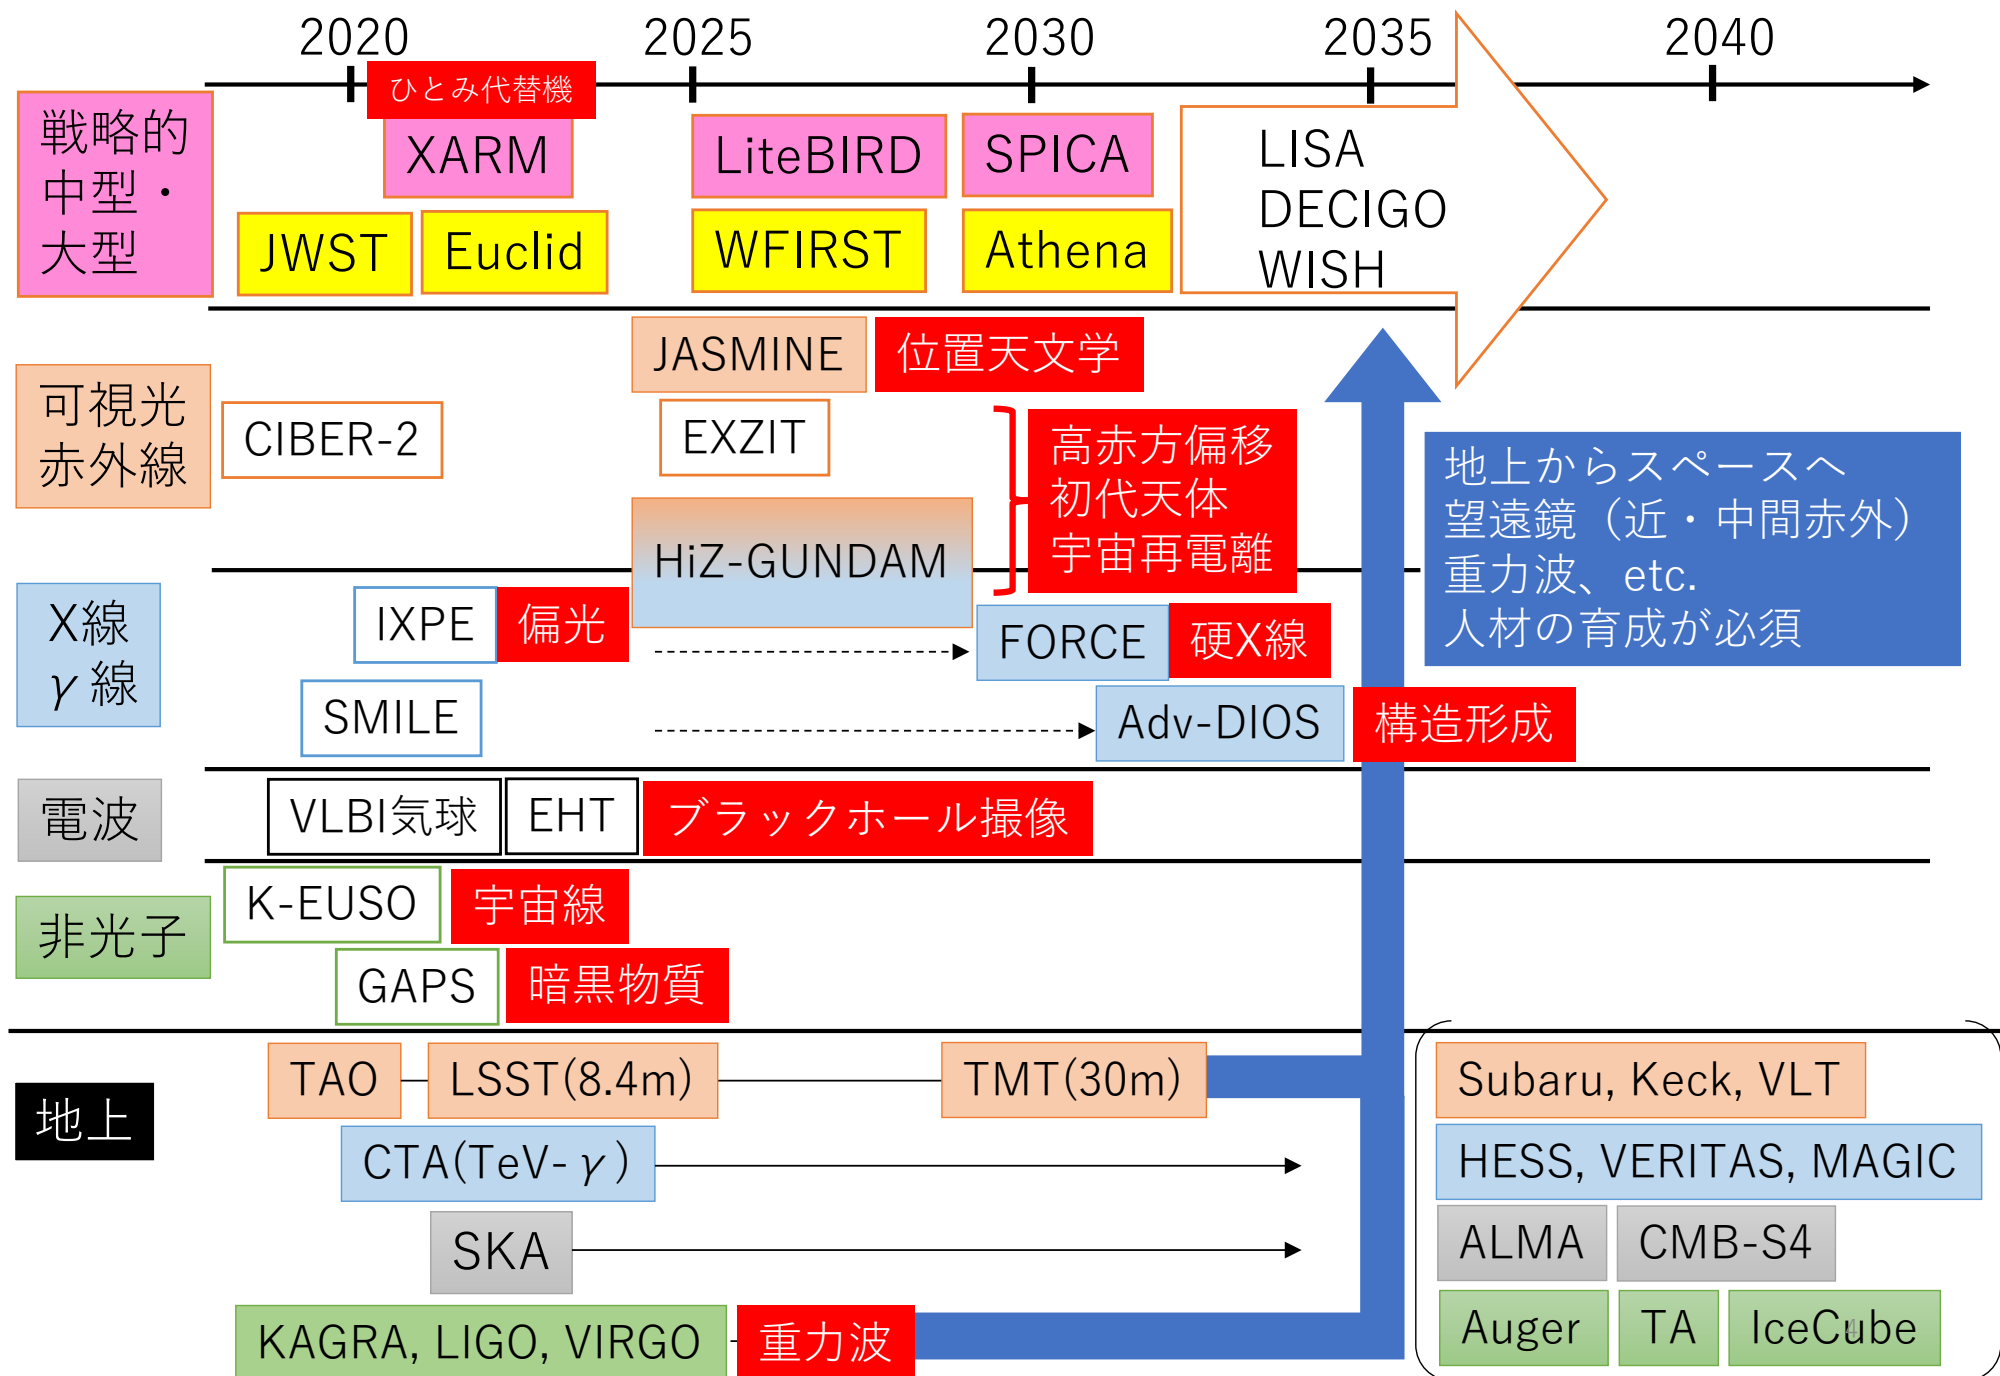 2020
2025
2030
2035
2040
ひとみ代替機
戦略的
中型・
大型
XARM
LiteBIRD
SPICA
JWST
Euclid
WFIRST
Athena
LISA
DECIGO
WISH
可視光
赤外線
JASMINE
位置天文学
CIBER-2
EXZIT
HiZ-GUNDAM
高赤方偏移
初代天体
宇宙再電離
地上からスペースへ
望遠鏡（近・中間赤外）
重力波、etc.
人材の育成が必須
X線
γ線
IXPE
偏光
FORCE
硬X線
SMILE
Adv-DIOS
構造形成
電波
VLBI気球
EHT
ブラックホール撮像
非光子
K-EUSO
宇宙線
GAPS
暗黒物質
地上
TAO
LSST(8.4m)
TMT(30m)
CTA(TeV-γ)
SKA
KAGRA, LIGO, VIRGO
重力波
Subaru, Keck, VLT
HESS, VERITAS, MAGIC
ALMA
CMB-S4
Auger
TA
IceCube
4